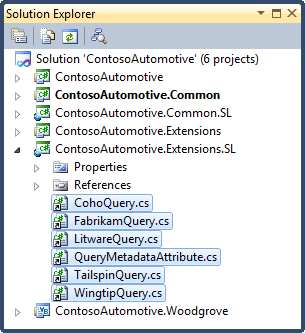 Solution Explorer
Solution 'ContosoAutomotive' (6 projects)
ContosoAutomotive
ContosoAutomotive.Common
ContosoAutomotive.Common.SL
ContosoAutomotive.Extensions
ContosoAutomotive.Extensions.SL
Properties
References
CohoQuery.cs
FabrikamQuery.cs
LitwareQuery.cs
QueryMetadataAttribute.cs
TailspinQuery.cs
WingtipQuery.cs
ContosoAutomotive.Woodgrove